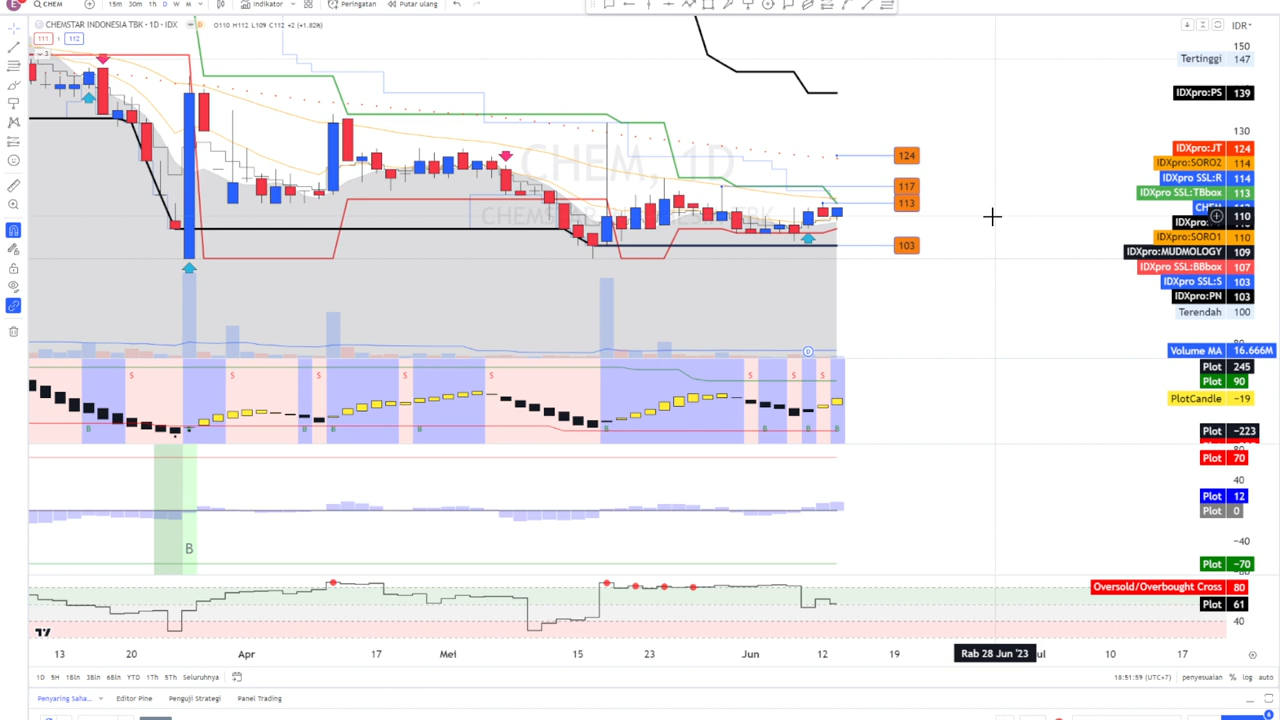 E CHEM 15m 30m 1h D W M Indikator Peringatan Putar ulang
CHEMSTAR INDONESIA TBK · 1D · IDX D O110 H112 L109 C112 +2 (+1.82%) IDR
111 1 112
3
150
Tertinggi 147
IDXpro:PS 139
130
CHEM, 1D
IDXpro:JT 124
124
IDXpro:SORO2 114
IDXpro SSL:R 114
117
IDXpro SSL:TBbox 113
113
CHEM
110
IDXpro:SORO1 110
103
IDXpro:MUDMOLOGY 109
IDXpro SSL:BBbox 107
IDXpro SSL:S 103
IDXpro:PN 103
Terendah 100
D
Volume MA 16.666M
Plot 245
S S S S S S S S
Plot 90
PlotCandle −19
B B B B B B B B
Plot −223
Plot 70
40
Plot 12
Plot 0
−40
B
Plot −70
Oversold/Overbought Cross 80
Plot 61
40
13 20 Apr 17 Mei 15 23 Jun 12 19 Rab 28 Jun '23 ul 10 17
1D 5H 1bln 3bln 6bln YTD 1Th 5Th Seluruhnya 18:51:59 (UTC+7) penyesuaian % log auto
Penyaring Saha... Editor Pine Penguji Strategi Panel Trading